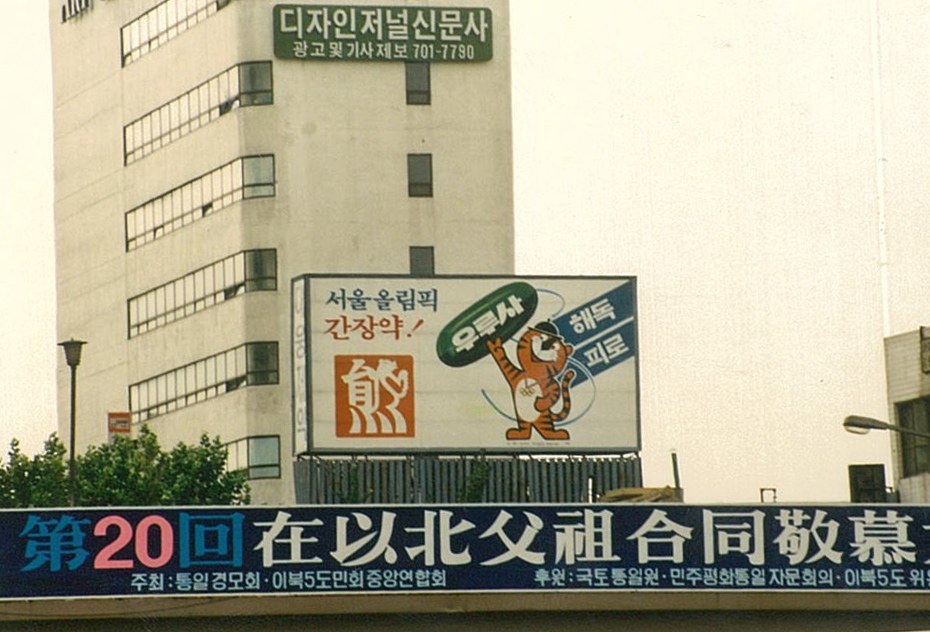 디자인저널신문사
광고 및 기사제보 701-7790
서울올림픽
간장약!
우루사
해독
피로
第20回 在以北父祖合同敬慕
주최:통일경모회·이북5도민회중앙연합회
후원:국토통일원·민주평화통일자문회의·이북5도위원